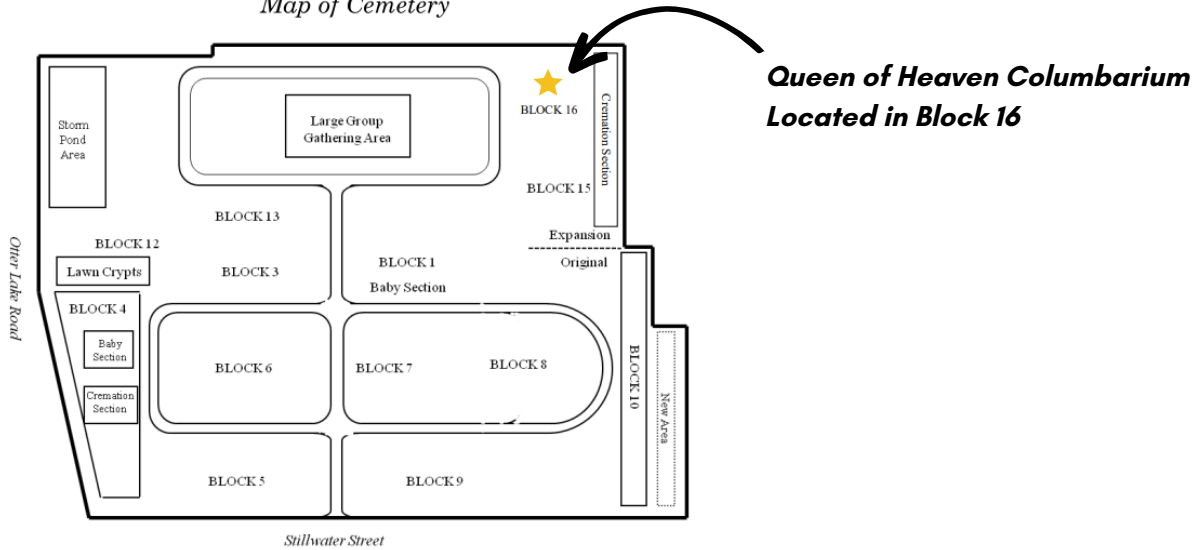 Map of Cemetery
Queen of Heaven Columbarium
Located in Block 16
BLOCK 16
Cremation Section
Large Group
Gathering Area
Storm
Pond
Area
BLOCK 15
BLOCK 13
Expansion
Original
BLOCK 12
Lawn Crypts
BLOCK 3
BLOCK 1
Baby Section
Otter Lake Road
BLOCK 4
Baby
Section
Cremation
Section
BLOCK 6
BLOCK 7
BLOCK 8
BLOCK 10
New Area
BLOCK 5
BLOCK 9
Stillwater Street